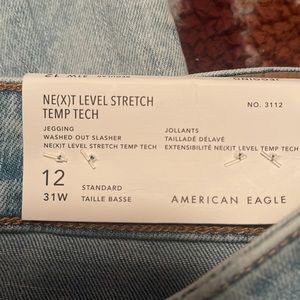 NE(X)T LEVEL STRETCH
TEMP TECH
NO. 3112
JEGGING
WASHED OUT SLASHER
NE(X)T LEVEL STRETCH TEMP TECH
JOLLANTS
TAILLADÉ DÉLAVÉ
EXTENSIBILITÉ NE(X)T LEVEL TEMP TECH
12
31W
STANDARD
TAILLE BASSE
AMERICAN EAGLE